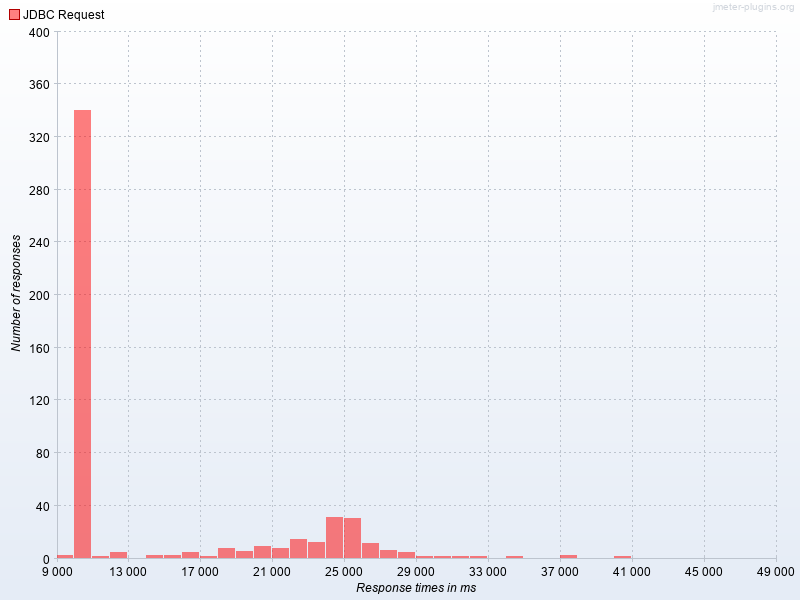 jmeter-plugins.org
JDBC Request
400
360
320
280
240
200
160
120
80
40
0
Number of responses
9 000 13 000 17 000 21 000 25 000 29 000 33 000 37 000 41 000 45 000 49 000
Response times in ms